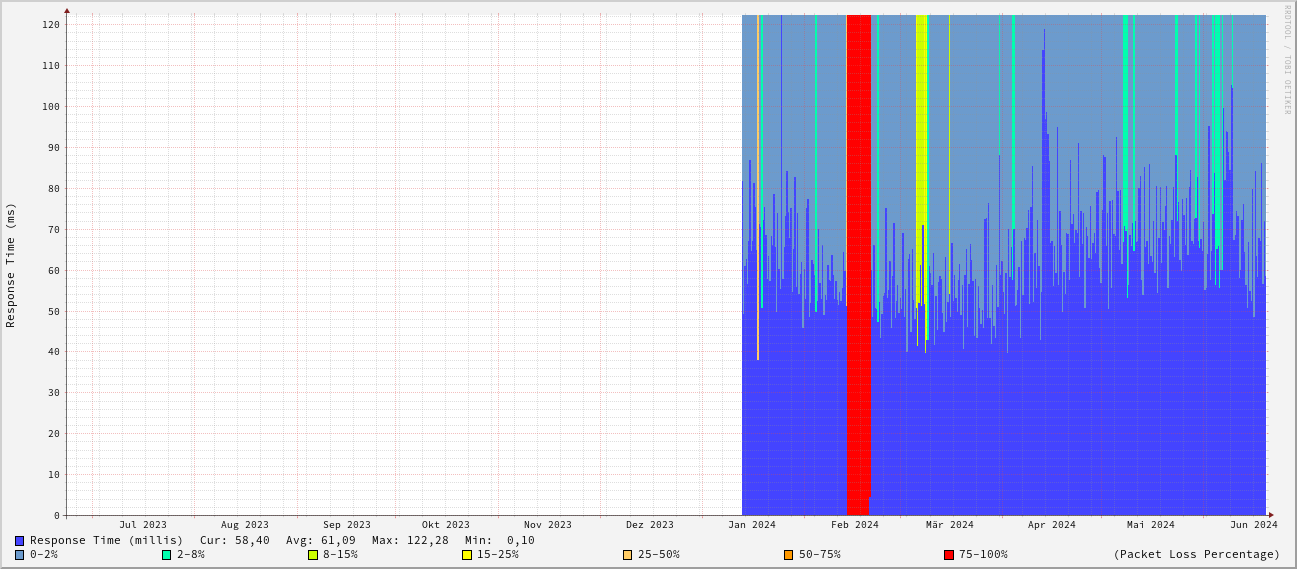 RRDTOOL / TOBI OETIKER
Response Time (ms)
120
110
100
90
80
70
60
50
40
30
20
10
0
Jul 2023 Aug 2023 Sep 2023 Okt 2023 Nov 2023 Dez 2023 Jan 2024 Feb 2024 Mär 2024 Apr 2024 Mai 2024 Jun 2024
Response Time (millis) Cur: 58,40 Avg: 61,09 Max: 122,28 Min: 0,10
0-2% 2-8% 8-15% 15-25% 25-50% 50-75% 75-100% (Packet Loss Percentage)